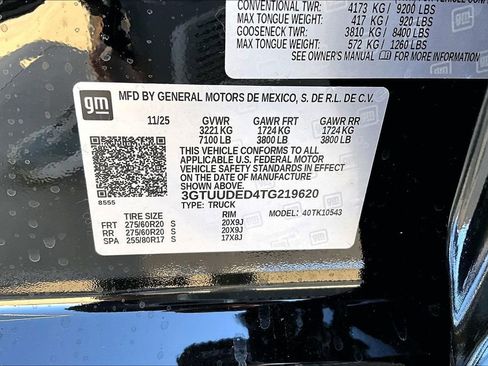 CONVENTIONAL TWR: 4173 KG / 9200 LBS
MAX TONGUE WEIGHT: 417 KG / 920 LBS
GOOSENECK TWR: 3810 KG / 8400 LBS
MAX TONGUE WEIGHT: 572 KG / 1260 LBS
SEE OWNER'S MANUAL gm FOR MORE
gm
MFD BY GENERAL MOTORS DE MEXICO, S. DE R.L. DE C.V.
11/25 GVWR GAWR FRT GAWR RR
3221 KG 1724 KG 1724 KG
7100 LB 3800 LB 3800 LB
THIS VEHICLE CONFORMS TO ALL
APPLICABLE U.S. FEDERAL MOTOR
VEHICLE SAFETY STANDARDS IN EFFECT
ON THE DATE OF MANUFACTURE SHOWN ABOVE.
3GTUUDED4TG219620
8555
TYPE: TRUCK
TIRE SIZE RIM MODEL: 40TK10543
FRT 275/60R20 S 20X9J
RR 275/60R20 S 20X9J
SPA 255/80R17 S 17X8J